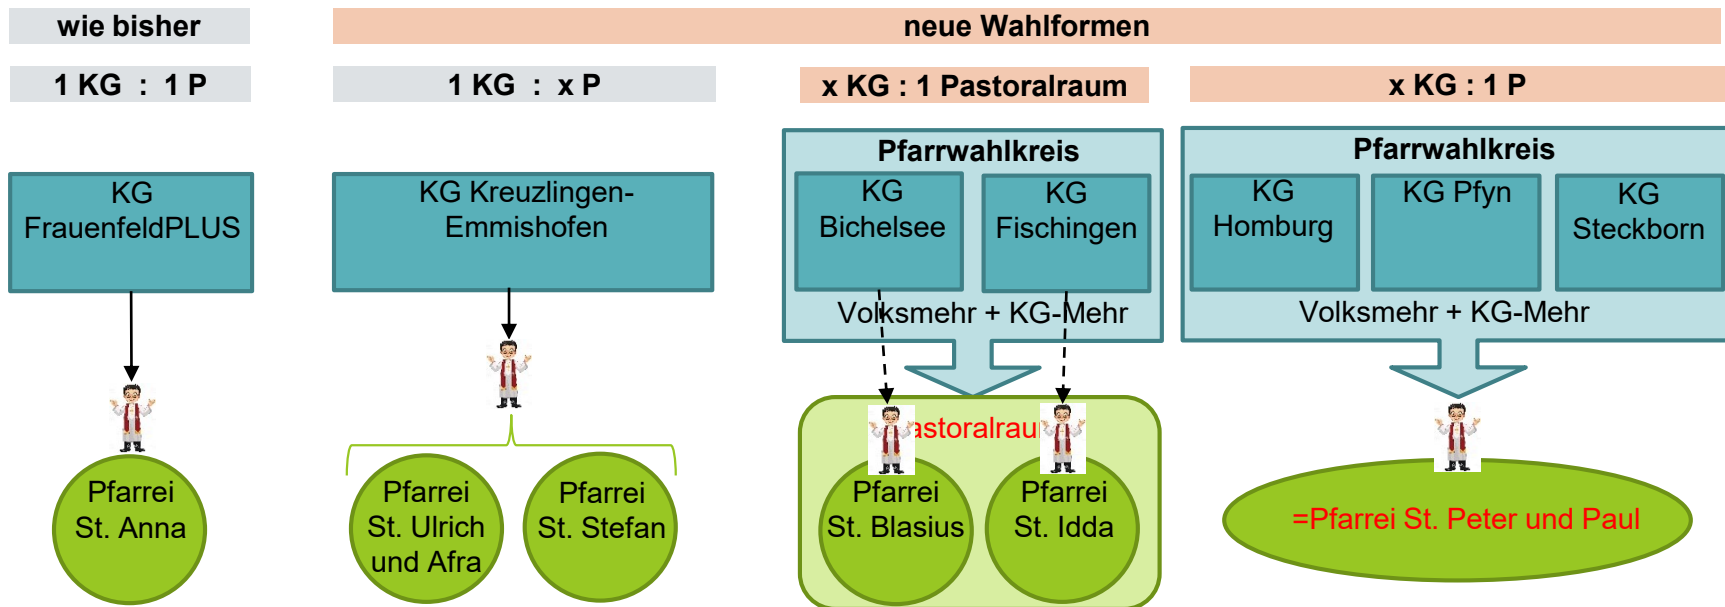 wie bisher
neue Wahlformen
1 KG : 1 P
1 KG : x P
x KG : 1 Pastoralraum
x KG : 1 P
KG
FrauenfeldPLUS
Pfarrei
St. Anna
KG Kreuzlingen-
Emmishofen
Pfarrei
St. Ulrich
und Afra
Pfarrei
St. Stefan
Pfarrwahlkreis
KG
Bichelsee
KG
Fischingen
Volksmehr + KG-Mehr
Pfarrei
St. Blasius
Pfarrei
St. Idda
Pfarrwahlkreis
KG
Homburg
KG Pfyn
KG
Steckborn
Volksmehr + KG-Mehr
=Pfarrei St. Peter und Paul